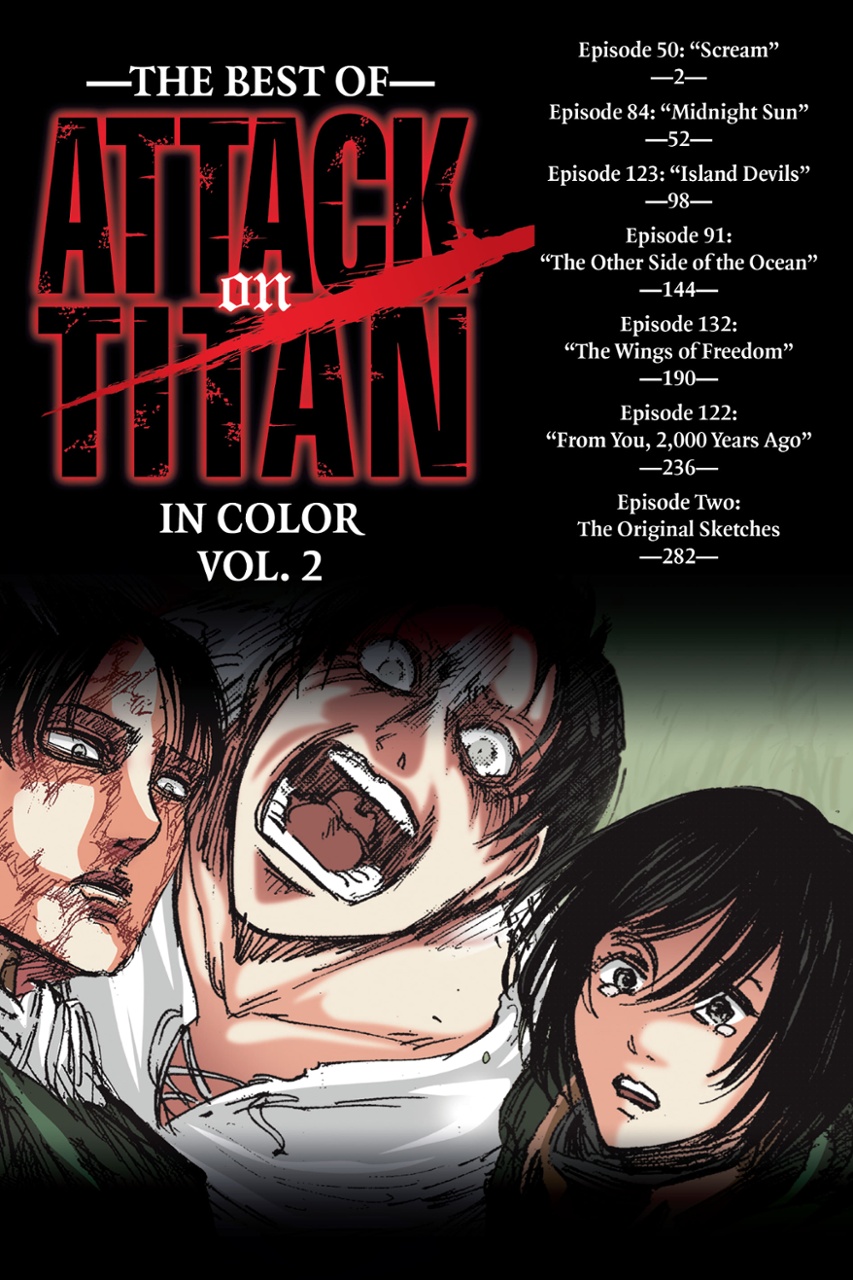 —THE BEST OF—
ATTACK
on
TITAN
IN COLOR
VOL. 2
Episode 50: “Scream”
—2—
Episode 84: “Midnight Sun”
—52—
Episode 123: “Island Devils”
—98—
Episode 91:
“The Other Side of the Ocean”
—144—
Episode 132:
“The Wings of Freedom”
—190—
Episode 122:
“From You, 2,000 Years Ago”
—236—
Episode Two:
The Original Sketches
—282—